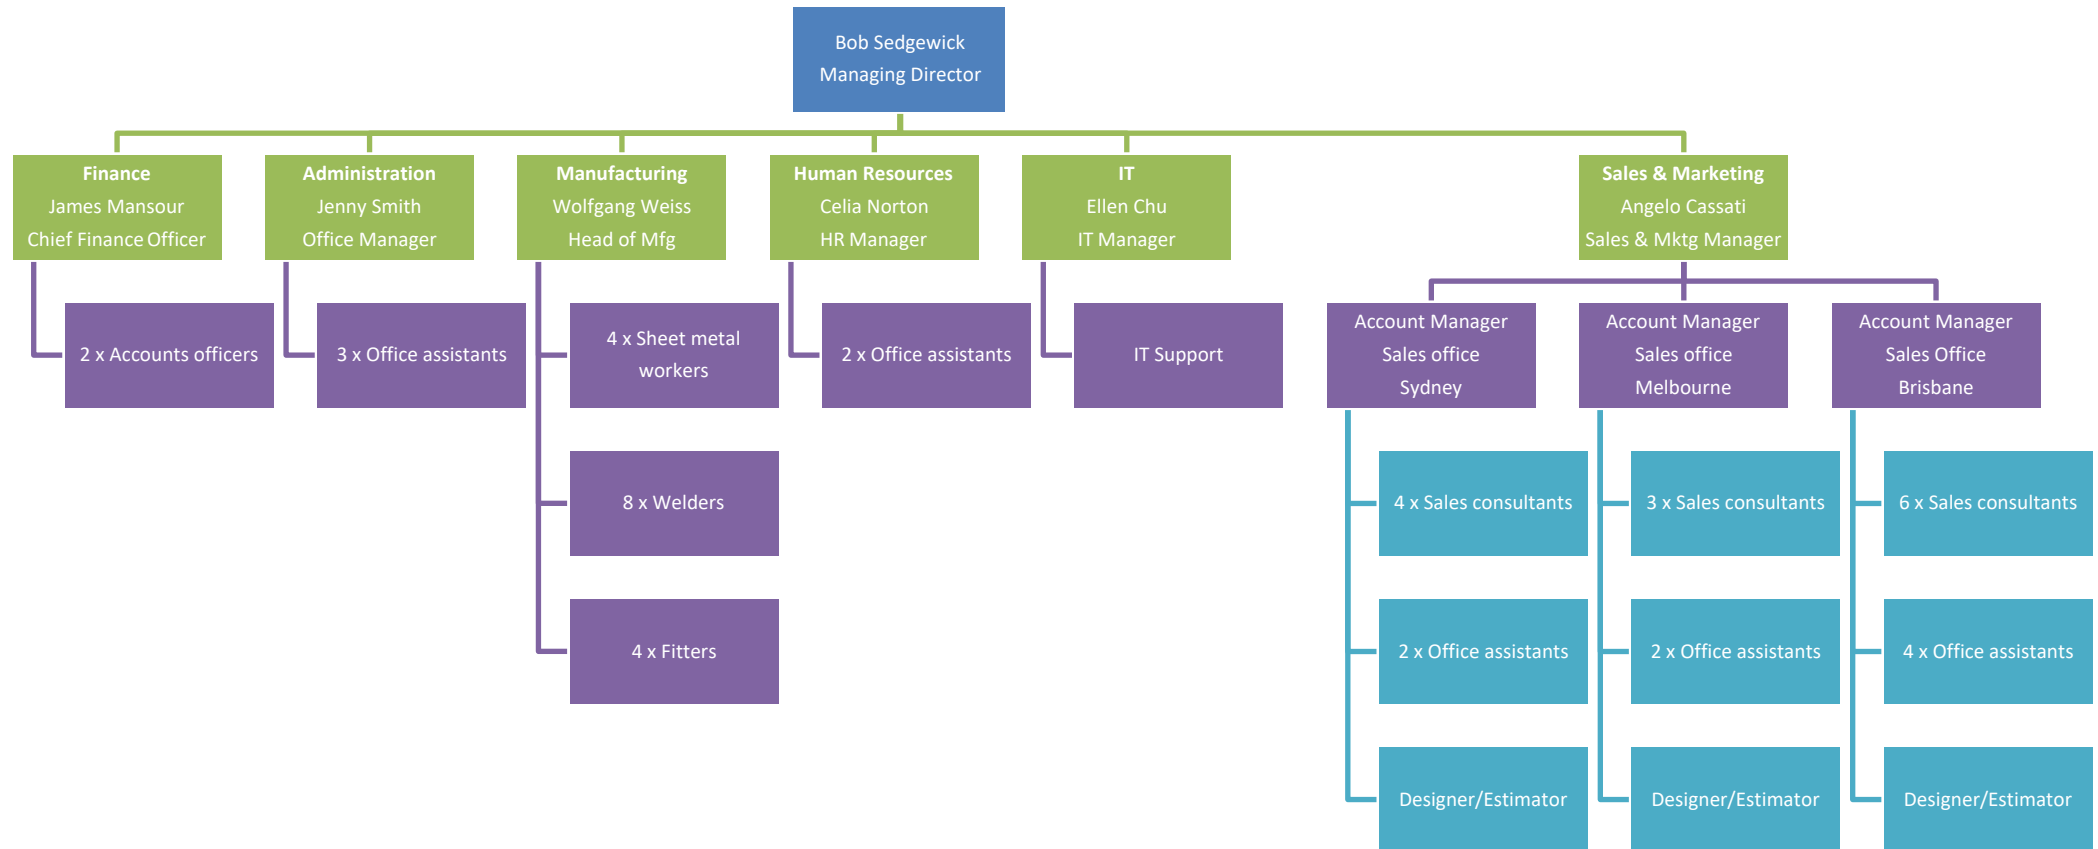 Bob Sedgewick
Managing Director
Finance
James Mansour
Chief Finance Officer
Administration
Jenny Smith
Office Manager
Manufacturing
Wolfgang Weiss
Head of Mfg
Human Resources
Celia Norton
HR Manager
IT
Ellen Chu
IT Manager
Sales & Marketing
Angelo Cassati
Sales & Mktg Manager
2 x Accounts officers
3 x Office assistants
4 x Sheet metal
workers
8 x Welders
4 x Fitters
2 x Office assistants
IT Support
Account Manager
Sales office
Sydney
4 x Sales consultants
2 x Office assistants
Designer/Estimator
Account Manager
Sales office
Melbourne
3 x Sales consultants
2 x Office assistants
Designer/Estimator
Account Manager
Sales Office
Brisbane
6 x Sales consultants
4 x Office assistants
Designer/Estimator